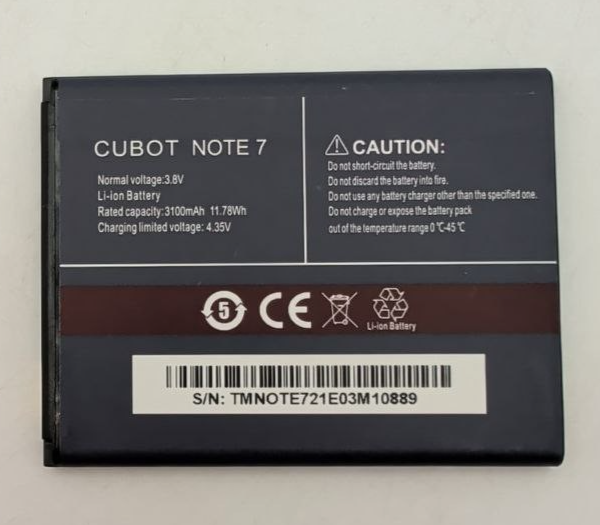 CUBOT NOTE 7
Normal voltage:3.8V
Li-ion Battery
Rated capacity:3100mAh 11.78Wh
Charging limited voltage: 4.35V
CAUTION:
Do not short-circuit the battery.
Do not discard the battery into fire.
Do not use any battery charger other than the specified one.
Do not charge or expose the battery pack
out of the temperature range 0℃-45℃
5
CE
Li-ion Battery
S/N: TMNOTE721E03M10889